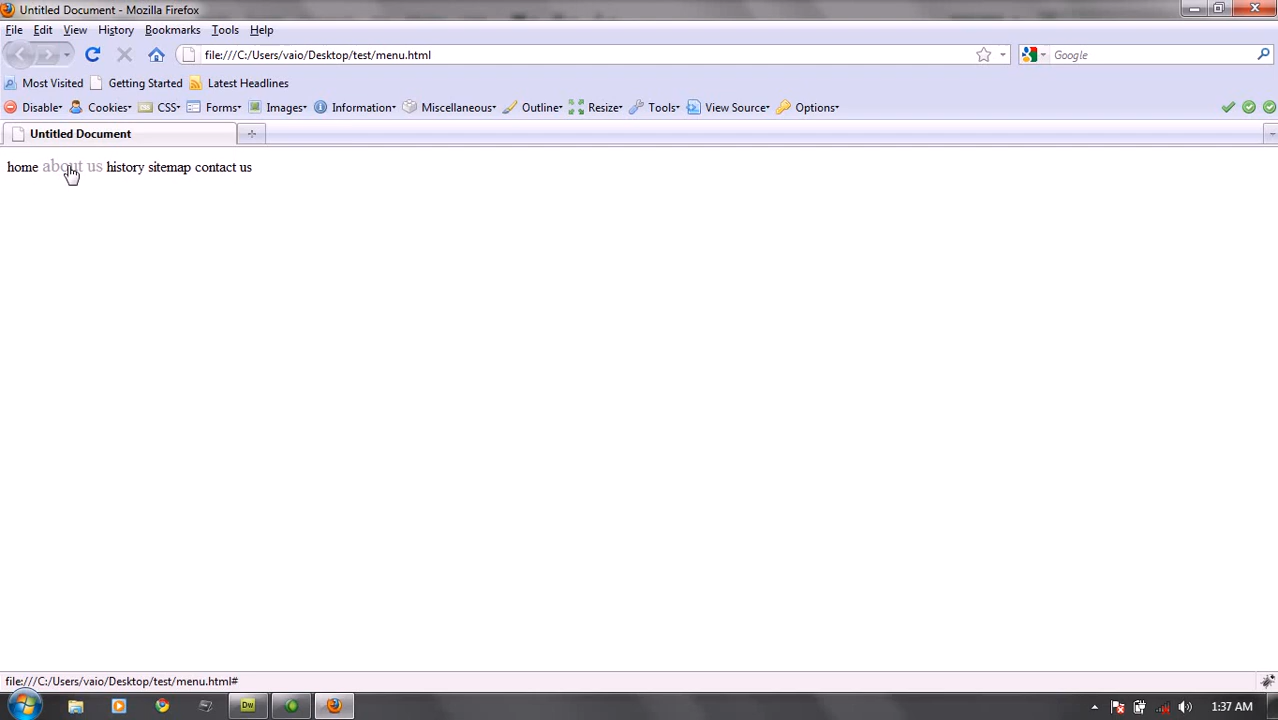 Untitled Document - Mozilla Firefox
File Edit View History Bookmarks Tools Help
file:///C:/Users/vaio/Desktop/test/menu.html Google
Most Visited Getting Started Latest Headlines
Disable Cookies CSS Forms Images Information Miscellaneous Outline Resize Tools View Source Options
Untitled Document
home about us history sitemap contact us
file:///C:/Users/vaio/Desktop/test/menu.html#
Dw 1:37 AM